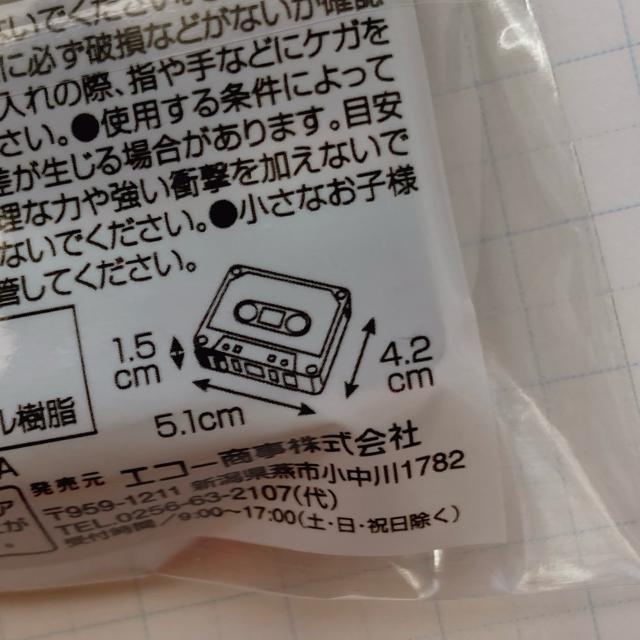 いでください。
に必ず破損などがないか確認
入れの際、指や手などにケガを
さい。●使用する条件によって
差が生じる場合があります。目安
理な力や強い衝撃を加えないで
ないでください。●小さなお子様
管してください。
1.5
cm
4.2
cm
5.1cm
ル樹脂
発売元 エコー商事株式会社
〒959-1211 新潟県燕市小中川1782
TEL.0256-63-2107(代)
受付時間/9:00～17:00(土・日・祝日除く)